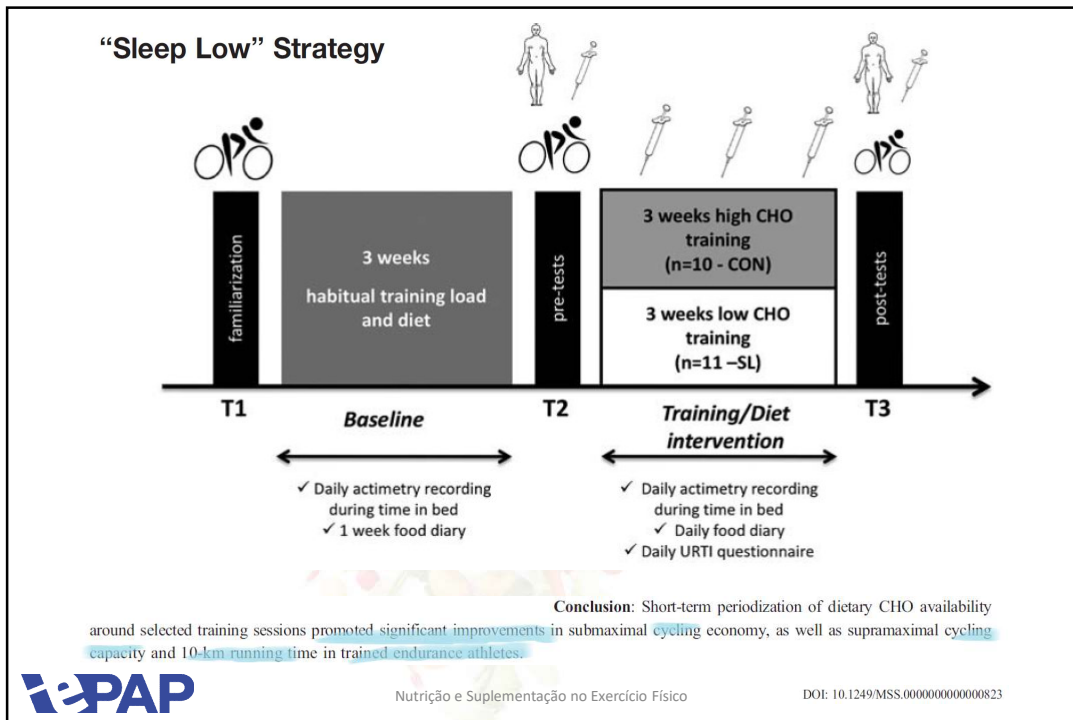 “Sleep Low” Strategy
familiarization
3 weeks
habitual training load
and diet
pre-tests
3 weeks high CHO
training
(n=10 - CON)
3 weeks low CHO
training
(n=11 –SL)
post-tests
T1
Baseline
T2
Training/Diet
intervention
T3
✓ Daily actimetry recording
during time in bed
✓ 1 week food diary
✓ Daily actimetry recording
during time in bed
✓ Daily food diary
✓ Daily URTI questionnaire
Conclusion: Short-term periodization of dietary CHO availability
around selected training sessions promoted significant improvements in submaximal cycling economy, as well as supramaximal cycling
capacity and 10-km running time in trained endurance athletes.
iePAP
Nutrição e Suplementação no Exercício Físico
DOI: 10.1249/MSS.0000000000000823